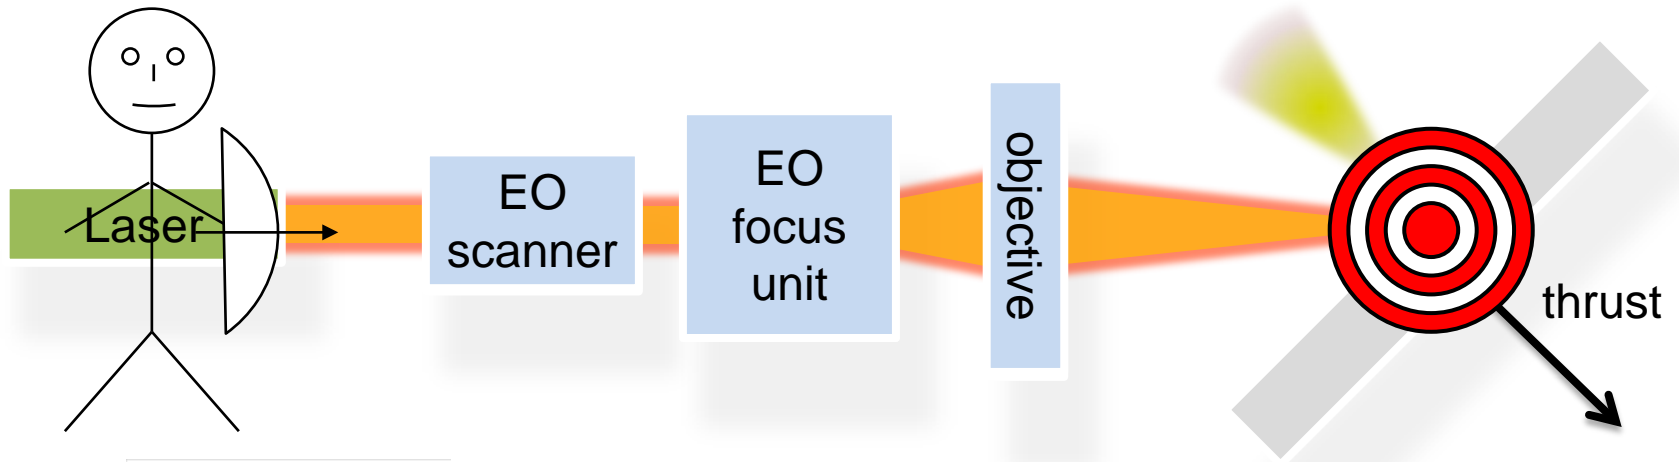 Laser
EO
scanner
EO
focus
unit
objective
thrust